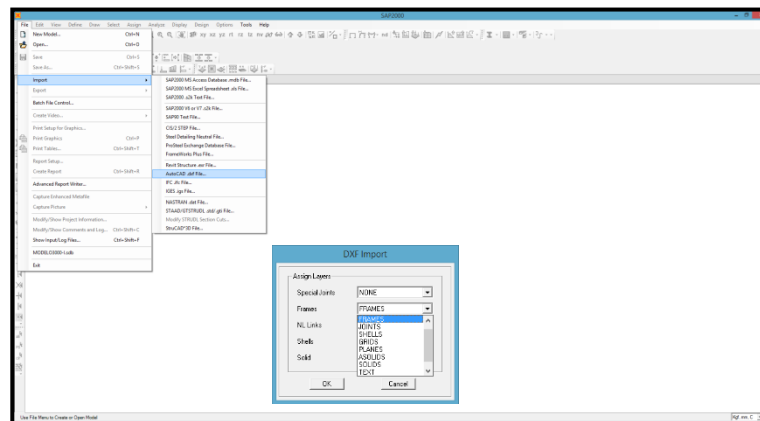 SAP2000
File Edit View Define Draw Select Assign Analyze Display Design Options Tools Help
New Model... Ctrl+N
Open... Ctrl+O
Save Ctrl+S
Save As... Ctrl+Shift+S
Import
Export
Batch File Control...
Create Video...
Print Setup for Graphics...
Print Graphics Ctrl+P
Print Tables... Ctrl+Shift+T
Report Setup...
Create Report Ctrl+Shift+R
Advanced Report Writer...
Capture Enhanced Metafile
Capture Picture
Modify/Show Project Information...
Modify/Show Comments and Log... Ctrl+Shift+C
Show Input/Log Files... Ctrl+Shift+F
Exit
SAP2000 MS Access Database .mdb File...
SAP2000 MS Excel Spreadsheet .xls File...
SAP2000 .s2k Text File...
SAP2000 V6 or V7 .s2k File...
SAP90 Text File...
CIS/2 STEP File...
Steel Detailing Neutral File...
ProSteel Exchange Database File...
FrameWorks Plus File...
Revit Structure .exr File...
AutoCAD .dxf File...
IFC .ifc File...
IGES .igs File...
NASTRAN .dat File...
STAAD/GTSTRUDL .std/.gti File...
Modify STRUDL Section Cuts...
StruCAD*3D File...
DXF Import
Assign Layers
Special Joints NONE
Frames FRAMES
NL Links
Shells
Solid
FRAMES
JOINTS
SHELLS
GRIDS
PLANES
ASOLIDS
SOLIDS
TEXT
OK Cancel
Use File Menu to Create or Open Model
Kgf, mm, C